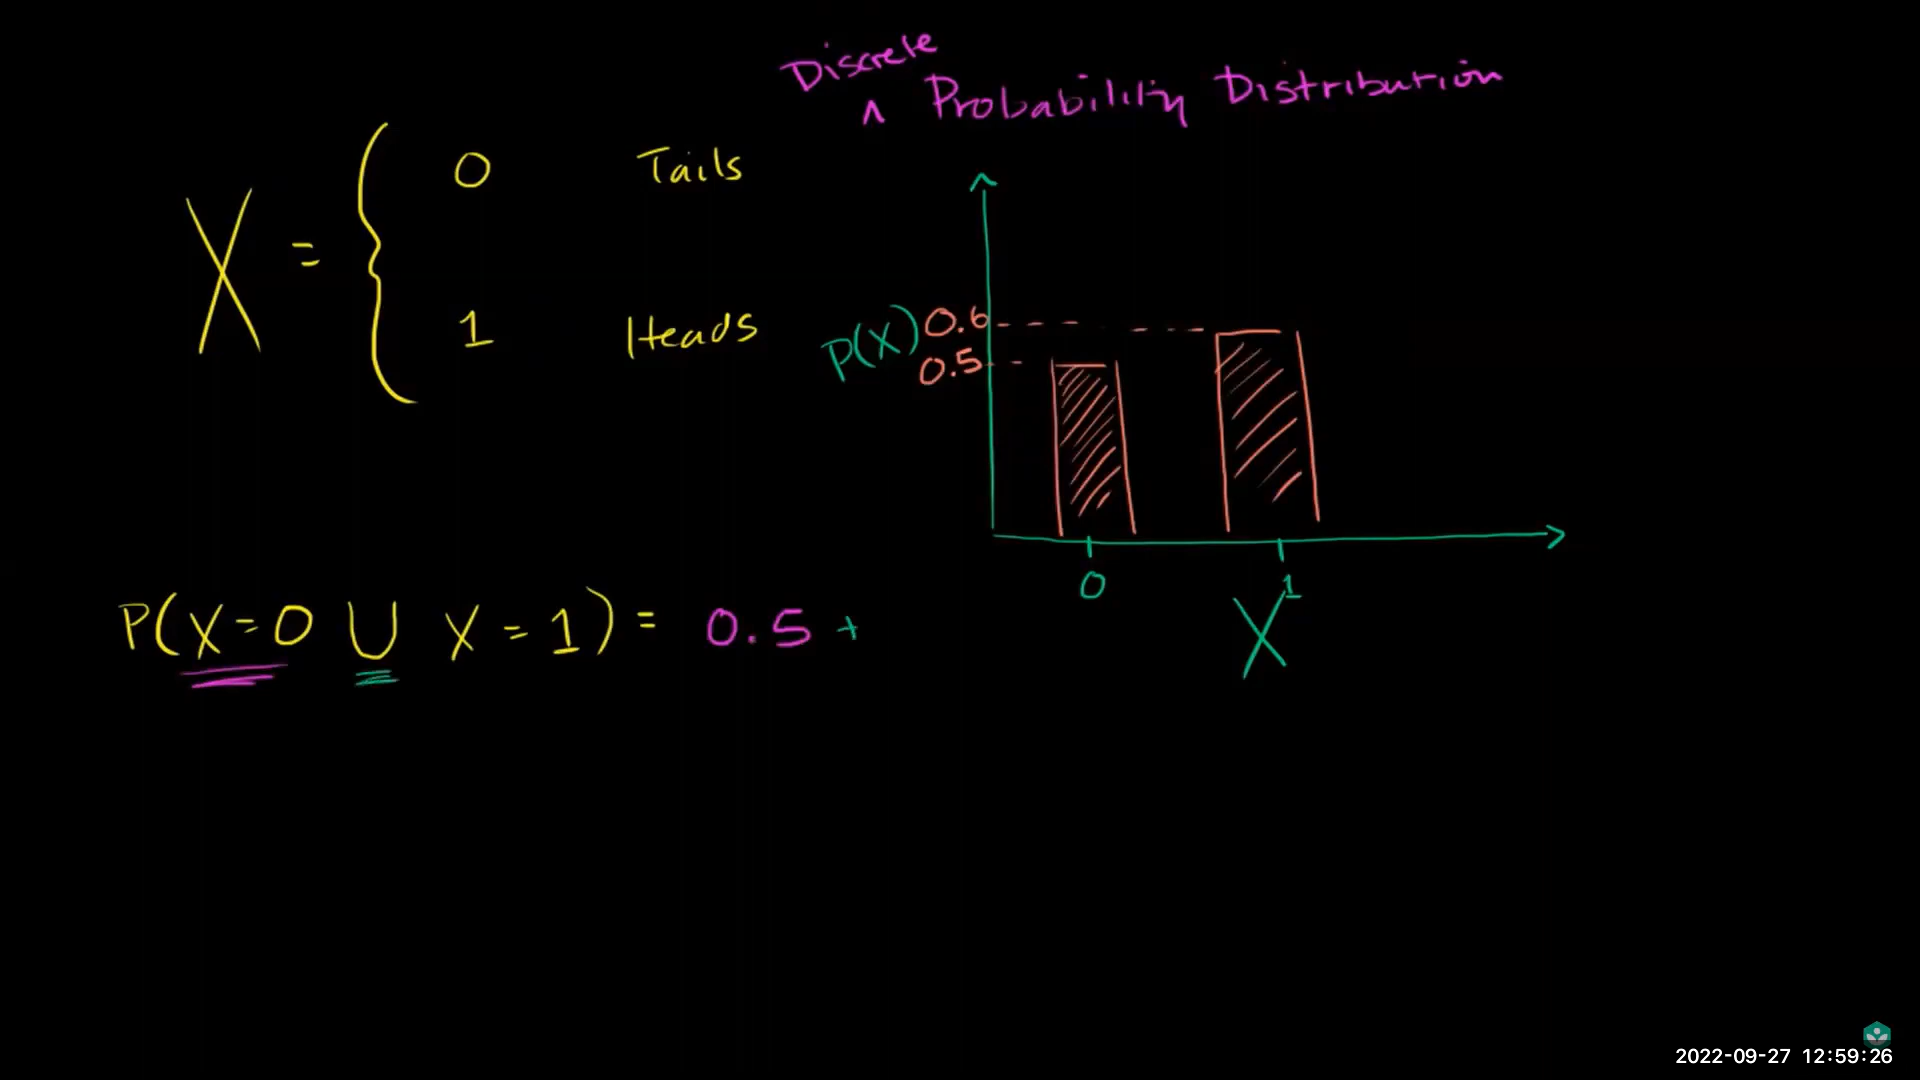 Discrete
^ Probability Distribution
X = { 0 Tails
1 Heads
P(X)
0.6
0.5
0 1
X
P(X=0 ∪ X=1) = 0.5 +
2022-09-27 12:59:26